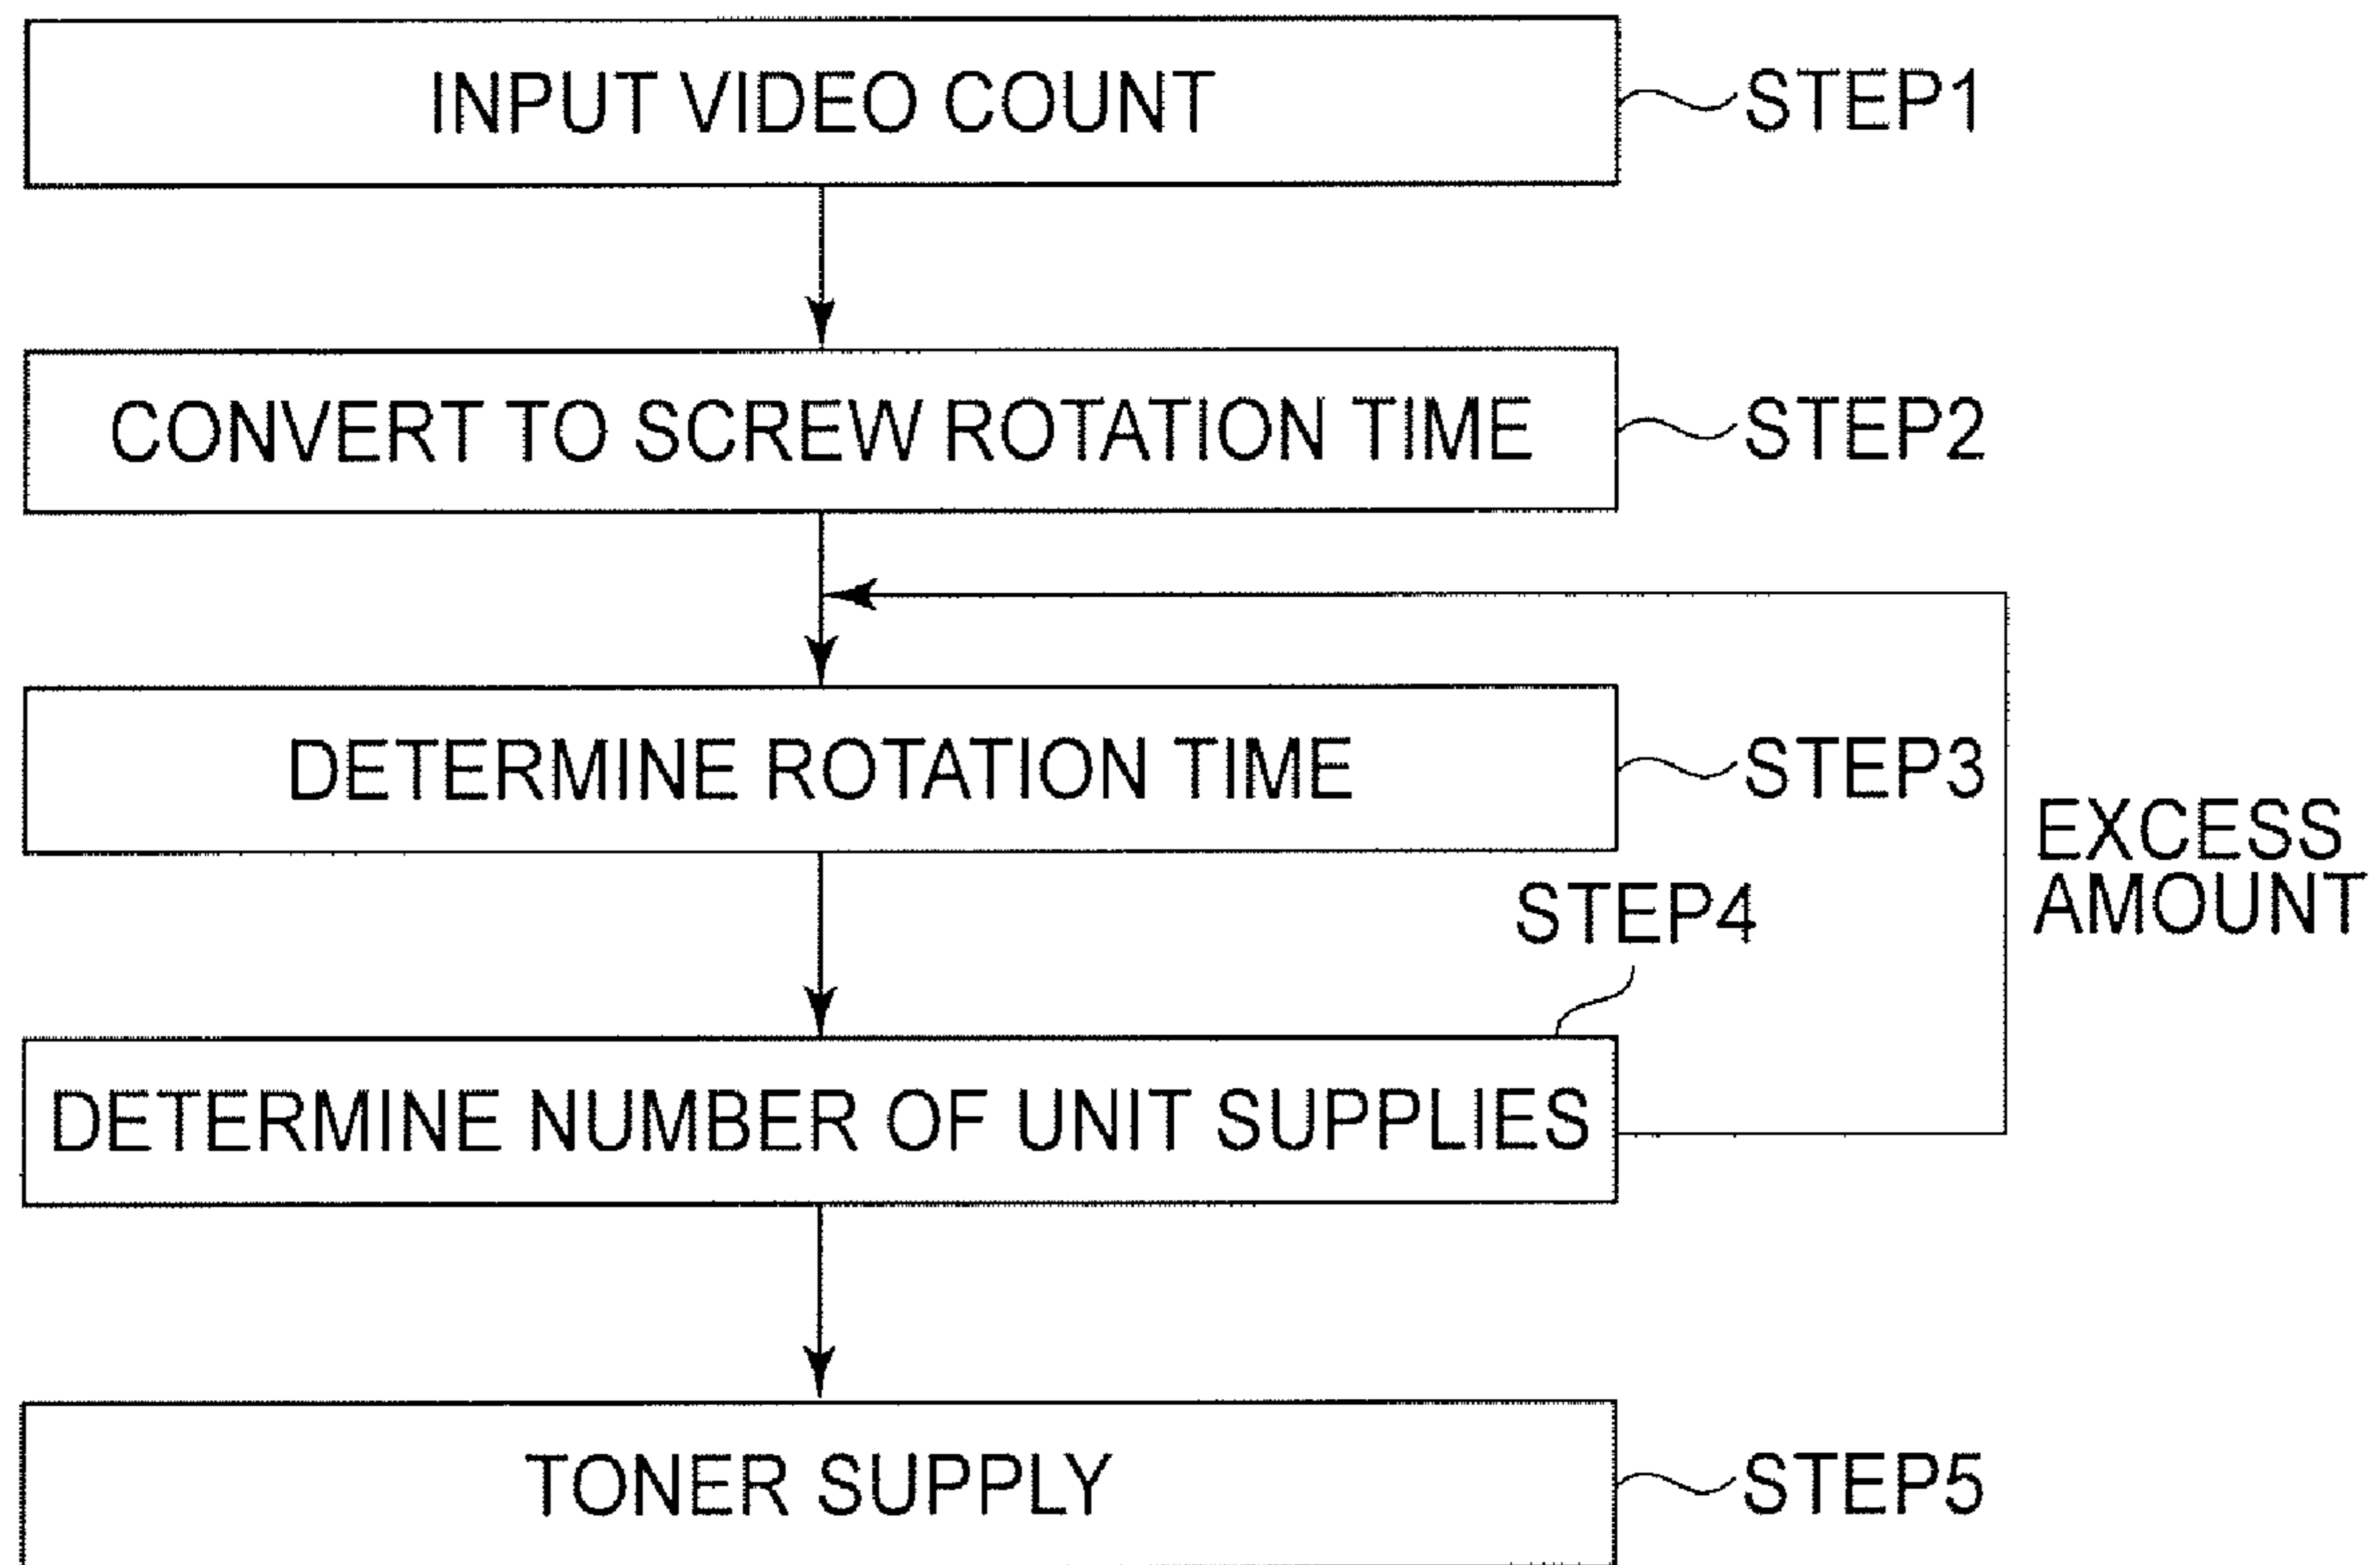 INPUT VIDEO COUNT
STEP1
CONVERT TO SCREW ROTATION TIME
STEP2
DETERMINE ROTATION TIME
STEP3
EXCESS
AMOUNT
STEP4
DETERMINE NUMBER OF UNIT SUPPLIES
TONER SUPPLY
STEP5